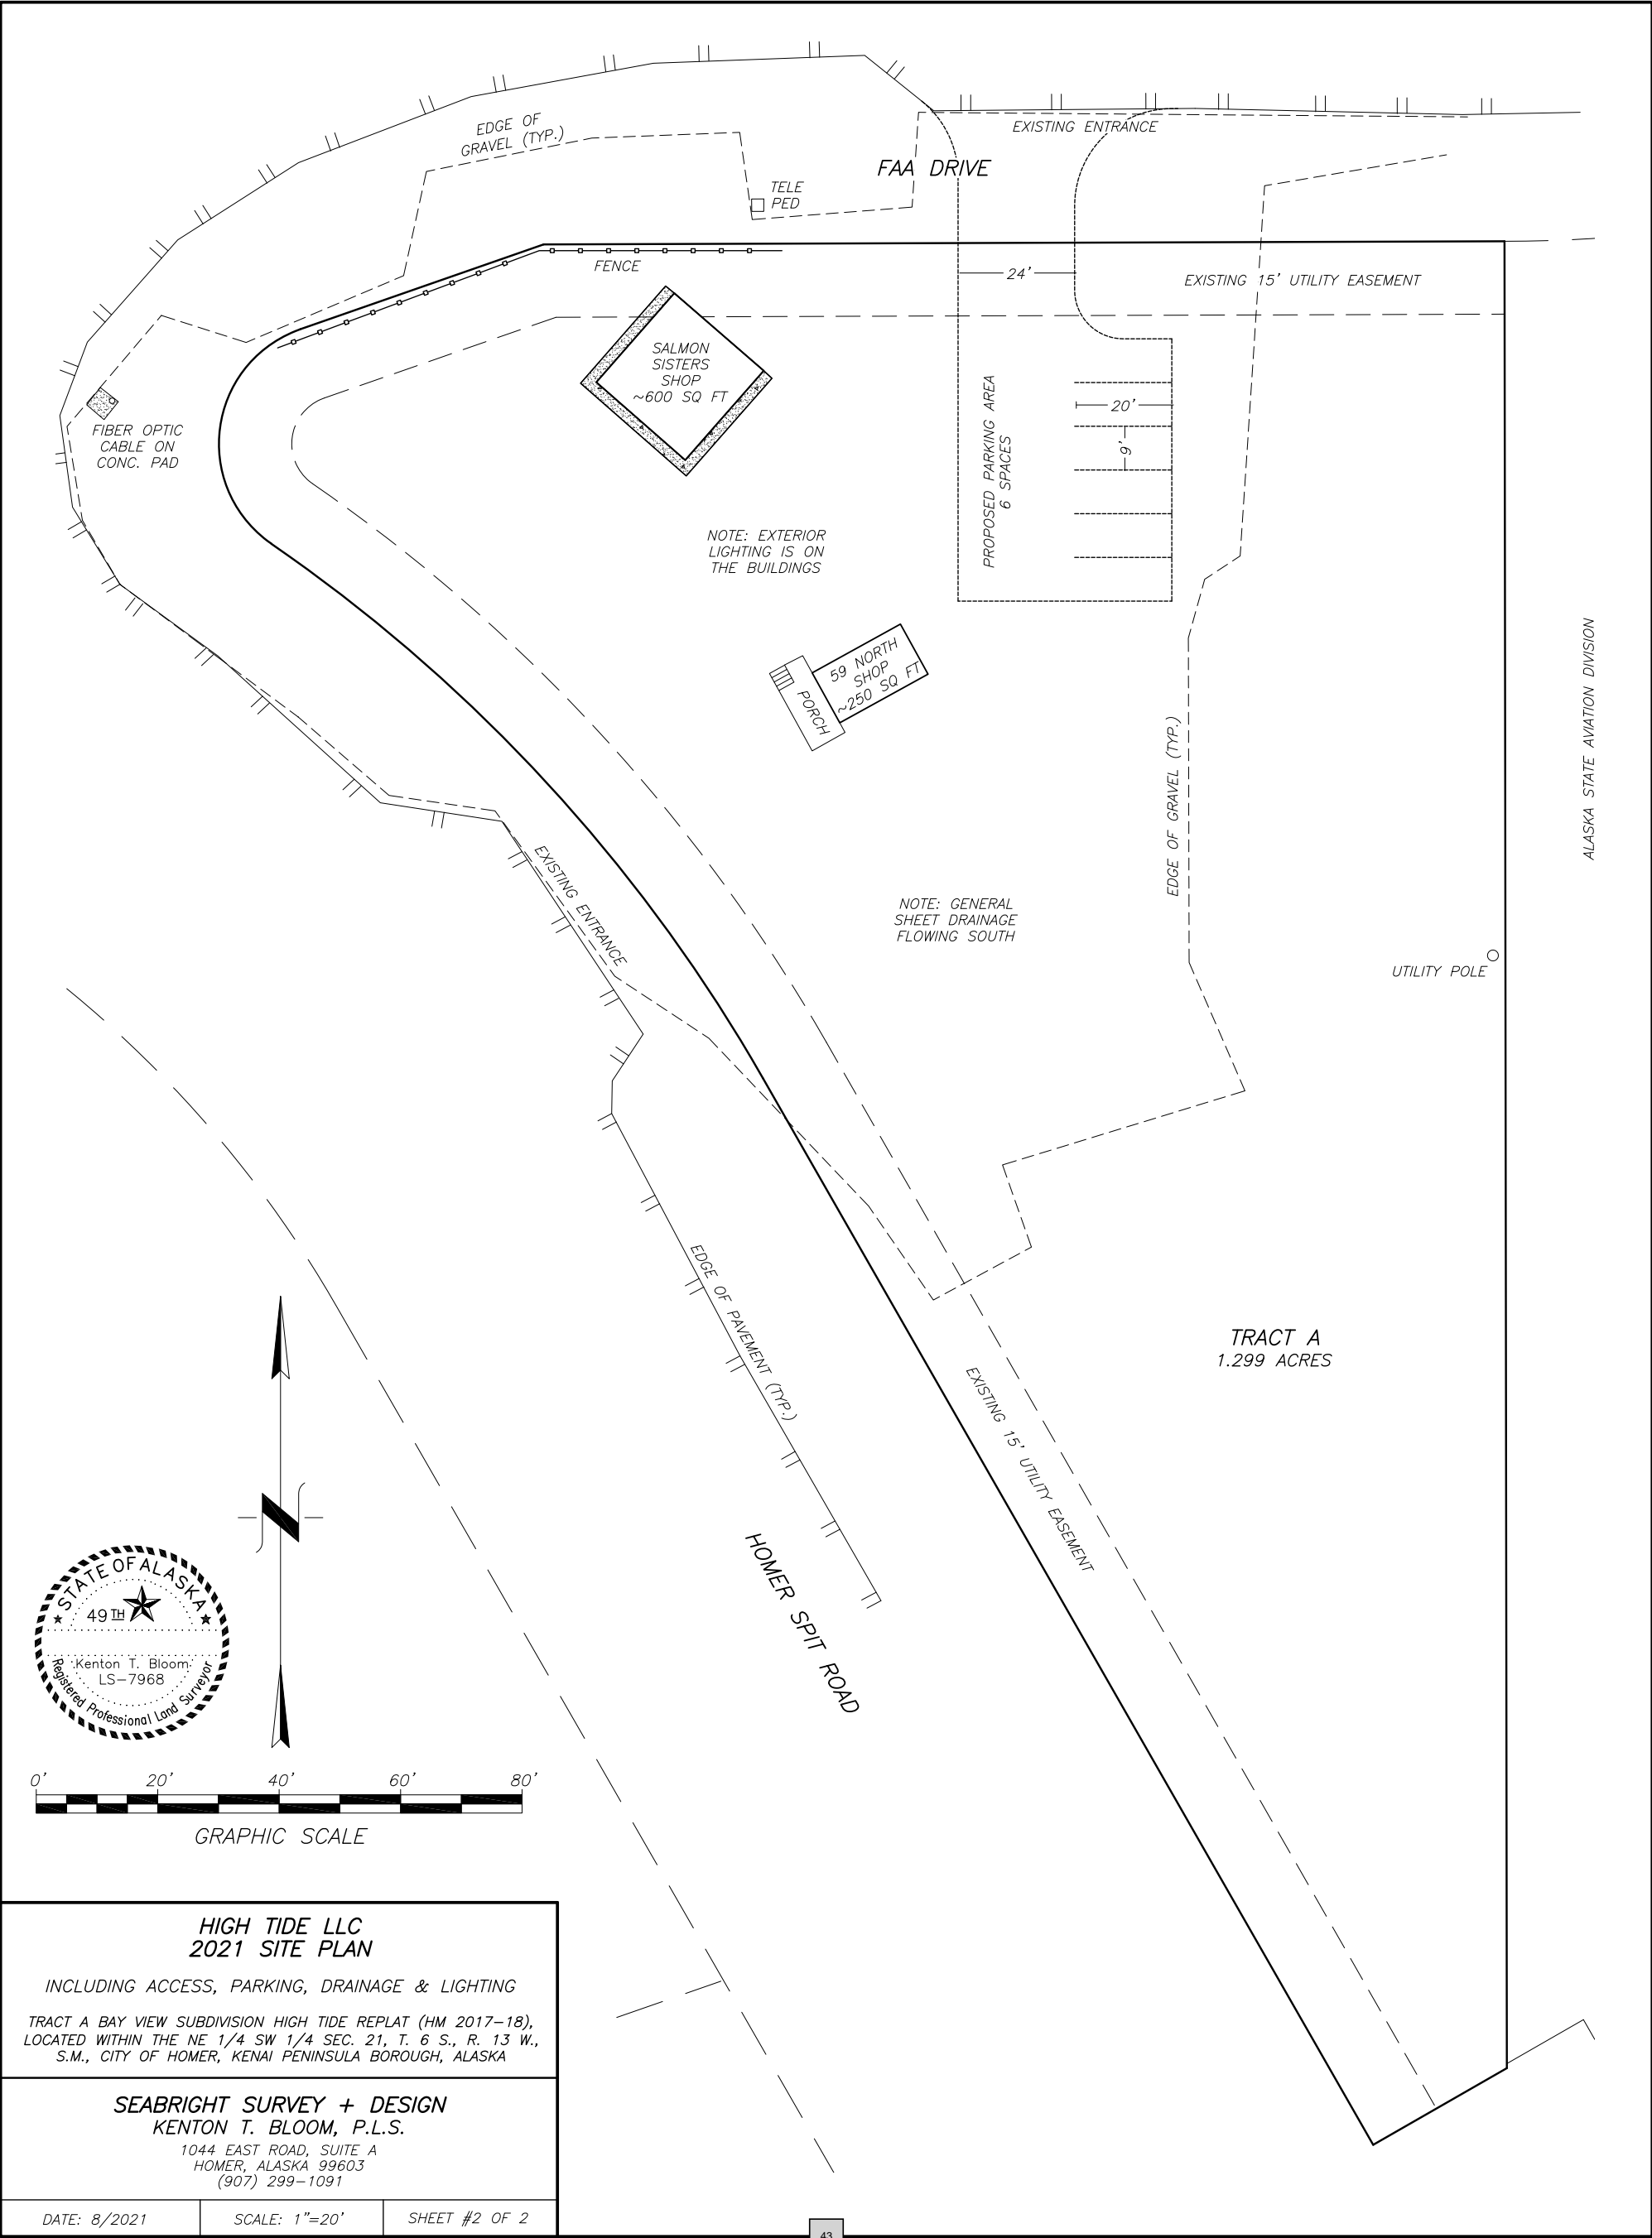 EDGE OF
GRAVEL (TYP.)
EXISTING ENTRANCE
FAA DRIVE
TELE
PED
FENCE
24'
EXISTING 15' UTILITY EASEMENT
SALMON
SISTERS
SHOP
~600 SQ FT
PROPOSED PARKING AREA
6 SPACES
20'
9'
FIBER OPTIC
CABLE ON
CONC. PAD
NOTE: EXTERIOR
LIGHTING IS ON
THE BUILDINGS
59 NORTH
SHOP
~250 SQ FT
PORCH
ALASKA STATE AVIATION DIVISION
EDGE OF GRAVEL (TYP.)
EXISTING ENTRANCE
NOTE: GENERAL
SHEET DRAINAGE
FLOWING SOUTH
UTILITY POLE
EDGE OF PAVEMENT (TYP.)
TRACT A
1.299 ACRES
EXISTING 15' UTILITY EASEMENT
HOMER SPIT ROAD
N
STATE OF ALASKA
49TH
Kenton T. Bloom
LS-7968
Registered Professional Land Surveyor
0' 20' 40' 60' 80'
GRAPHIC SCALE
HIGH TIDE LLC
2021 SITE PLAN
INCLUDING ACCESS, PARKING, DRAINAGE & LIGHTING
TRACT A BAY VIEW SUBDIVISION HIGH TIDE REPLAT (HM 2017-18),
LOCATED WITHIN THE NE 1/4 SW 1/4 SEC. 21, T. 6 S., R. 13 W.,
S.M., CITY OF HOMER, KENAI PENINSULA BOROUGH, ALASKA
SEABRIGHT SURVEY + DESIGN
KENTON T. BLOOM, P.L.S.
1044 EAST ROAD, SUITE A
HOMER, ALASKA 99603
(907) 299-1091
DATE: 8/2021
SCALE: 1"=20'
SHEET #2 OF 2
43